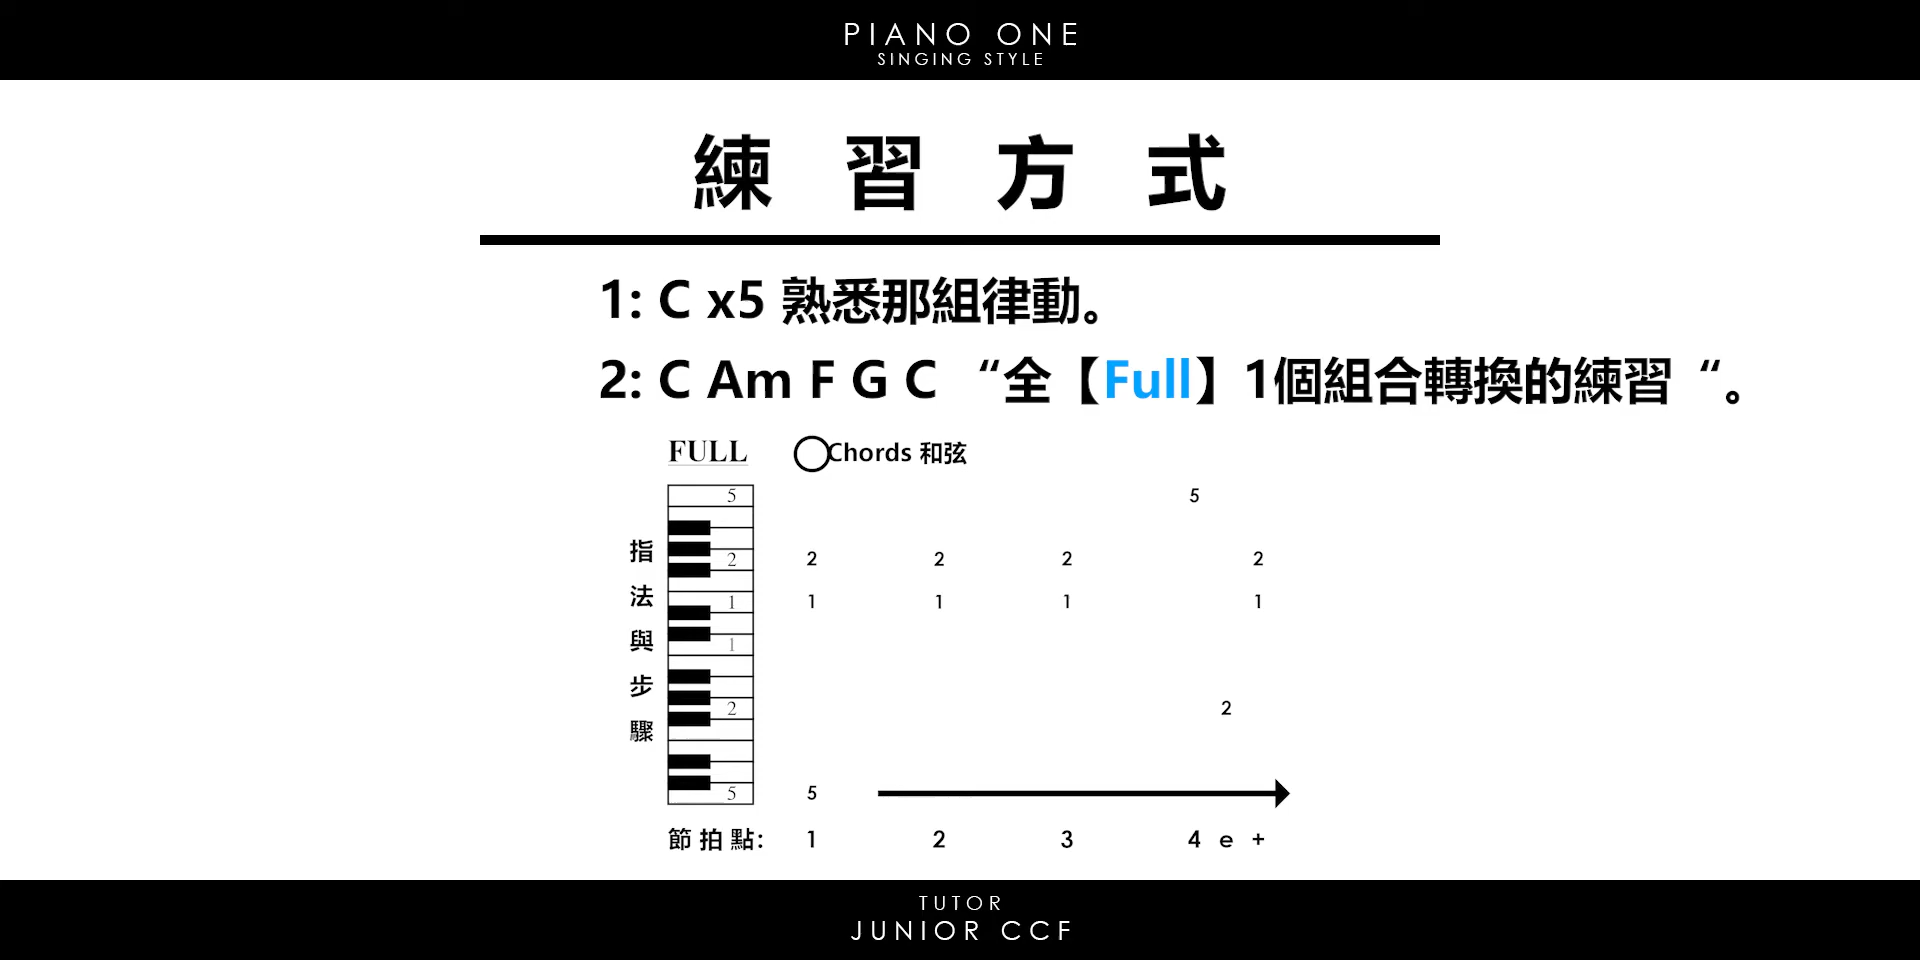 PIANO ONE
SINGING STYLE
練習方式
1: C x5 熟悉那組律動。
2: C Am F G C “全【Full】1個組合轉換的練習“。
FULL Chords 和弦
指法與步驟
5 5
2 2 2 2 2
1 1 1 1 1
1
2 2
5 5
節拍點: 1 2 3 4 e +
TUTOR
JUNIOR CCF